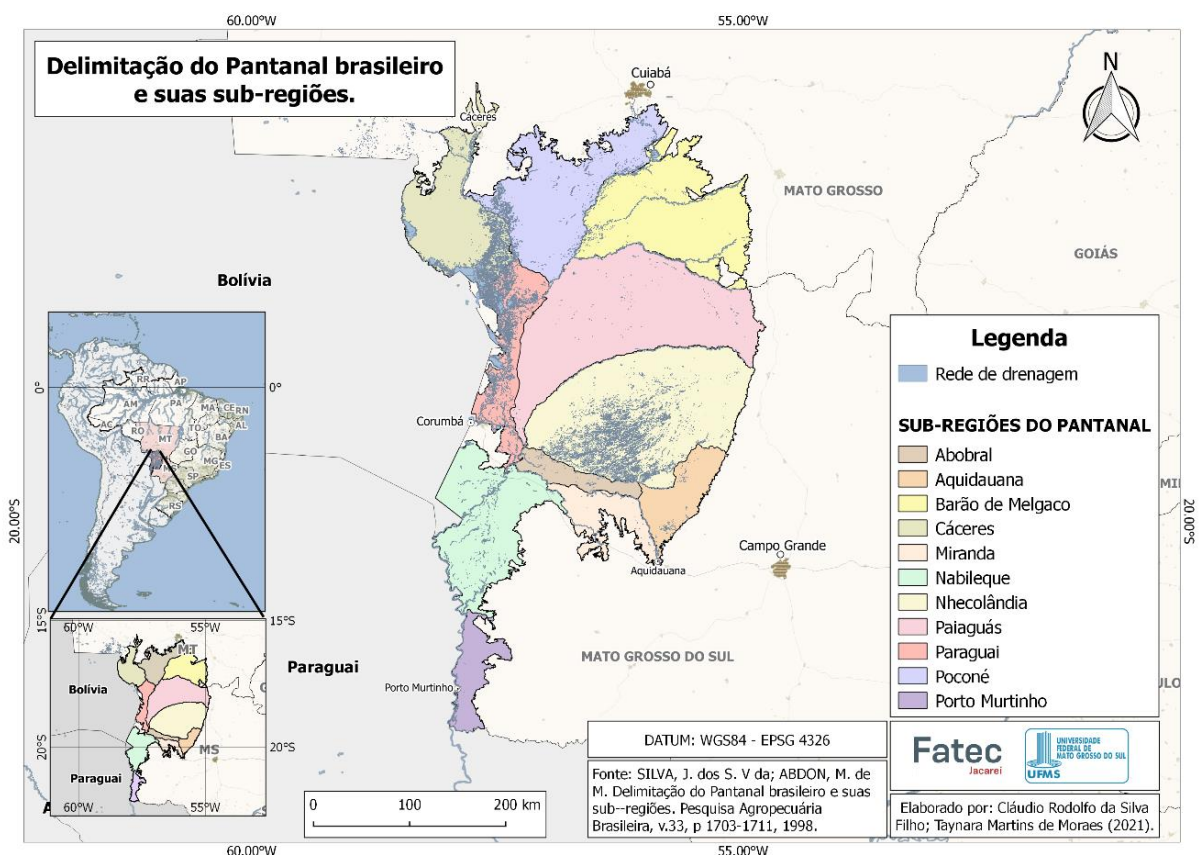 60.00°W
55.00°W
Delimitação do Pantanal brasileiro
e suas sub-regiões.
N
Cuiabá
Cáceres
MATO GROSSO
GOIÁS
Bolívia
Corumbá
Campo Grande
Aquidauana
MATO GROSSO DO SUL
Paraguai
Porto Murtinho
20.00°S
20.00°S
MI
ULO
0°
0°
RR
AP
AM
PA
MA
CE
RN
AL
AC
RO
TO
MT
BA
GO
MG
ES
MS
SP
RS
15°S
60°W
55°W
15°S
MT
Bolívia
G
20°S
20°S
MS
Paraguai
A
60°W
55°W
Legenda
Rede de drenagem
SUB-REGIÕES DO PANTANAL
Abobral
Aquidauana
Barão de Melgaco
Cáceres
Miranda
Nabileque
Nhecolândia
Paiaguás
Paraguai
Poconé
Porto Murtinho
0 100 200 km
DATUM: WGS84 - EPSG 4326
Fonte: SILVA, J. dos S. V da; ABDON, M. de
M. Delimitação do Pantanal brasileiro e suas
sub--regiões. Pesquisa Agropecuária
Brasileira, v.33, p 1703-1711, 1998.
Fatec
Jacareí
UNIVERSIDADE
FEDERAL DE
MATO GROSSO DO SUL
UFMS
Elaborado por: Cláudio Rodolfo da Silva
Filho; Taynara Martins de Moraes (2021).
60.00°W
55.00°W